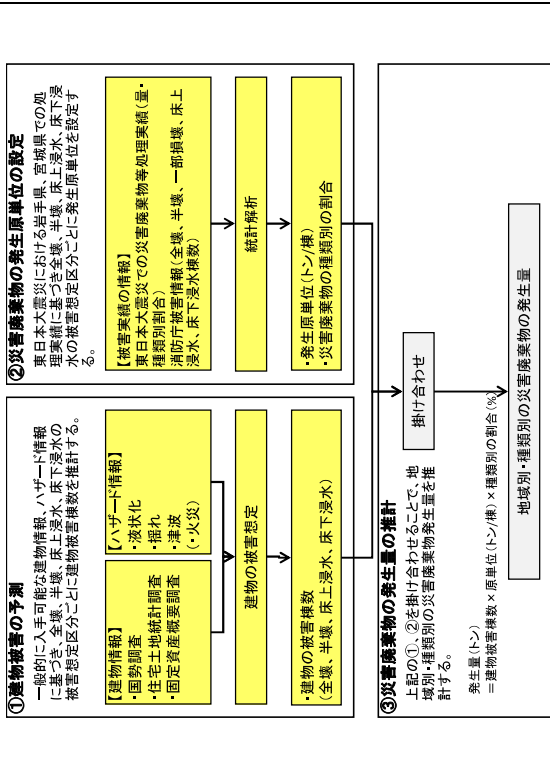 ①建物被害の予測
一般的に入手可能な建物情報、ハザード情報
に基づき、全壊、半壊、床上浸水、床下浸水の
被害想定区分ごとに建物被害棟数を推計する。
【建物情報】
・国勢調査
・住宅土地統計調査
・固定資産概要調査
【ハザード情報】
・液状化
・揺れ
・津波
（・火災）
建物の被害想定
・建物の被害棟数
（全壊、半壊、床上浸水、床下浸水）
②災害廃棄物の発生原単位の設定
東日本大震災における岩手県、宮城県での処
理実績に基づき全壊、半壊、床上浸水、床下浸
水の被害想定区分ごとに発生原単位を設定す
る。
【被害実績の情報】
東日本大震災での災害廃棄物等処理実績（量・
種類別割合）
消防庁被害情報（全壊、半壊、一部損壊、床上
浸水、床下浸水棟数）
統計解析
・発生原単位（トン/棟）
・災害廃棄物の種類別の割合
③災害廃棄物の発生量の推計
上記の①、②を掛け合わせることで、地
域別・種類別の災害廃棄物発生量を推
計する。
発生量（トン）
＝建物被害棟数×原単位（トン/棟）×種類別の割合（%）
掛け合わせ
地域別・種類別の災害廃棄物の発生量